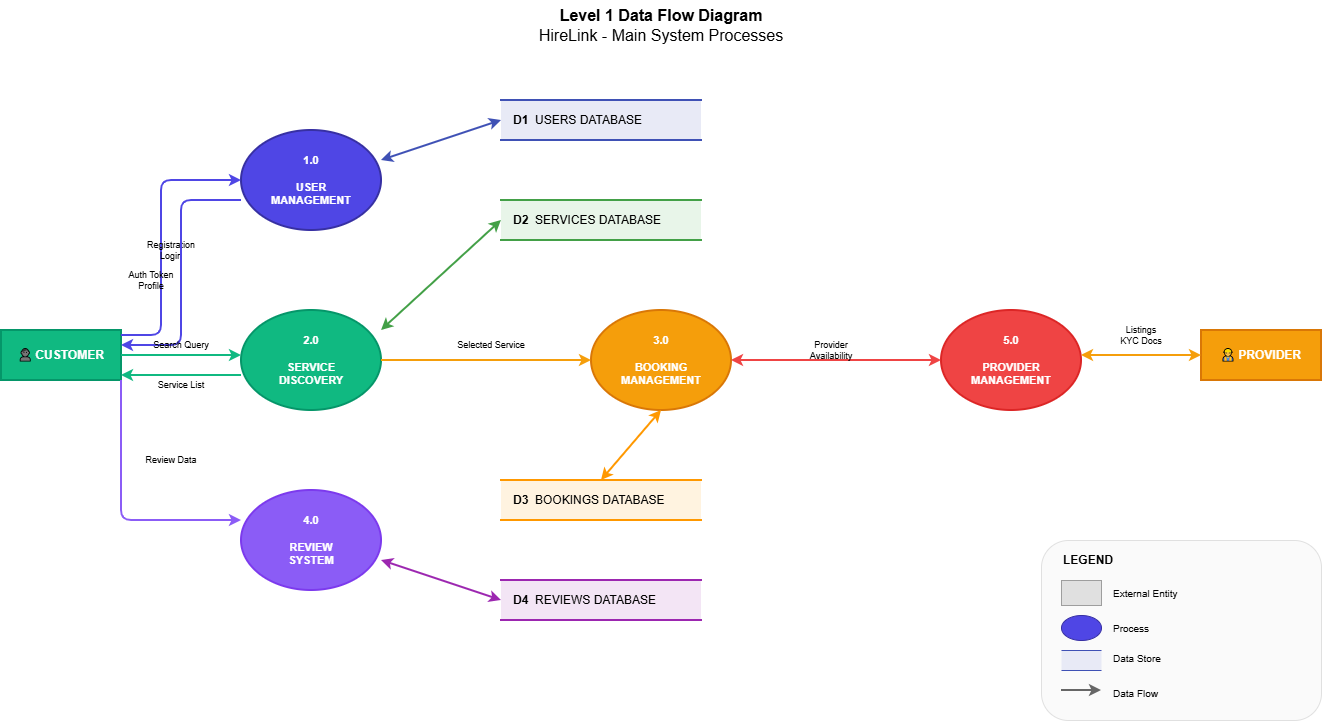 Level 1 Data Flow Diagram
HireLink - Main System Processes
D1 USERS DATABASE
1.0
USER
MANAGEMENT
D2 SERVICES DATABASE
Registration
Login
Auth Token
Profile
CUSTOMER
Search Query
Service List
2.0
SERVICE
DISCOVERY
Selected Service
3.0
BOOKING
MANAGEMENT
Provider
Availability
5.0
PROVIDER
MANAGEMENT
Listings
KYC Docs
PROVIDER
Review Data
D3 BOOKINGS DATABASE
4.0
REVIEW
SYSTEM
D4 REVIEWS DATABASE
LEGEND
External Entity
Process
Data Store
Data Flow